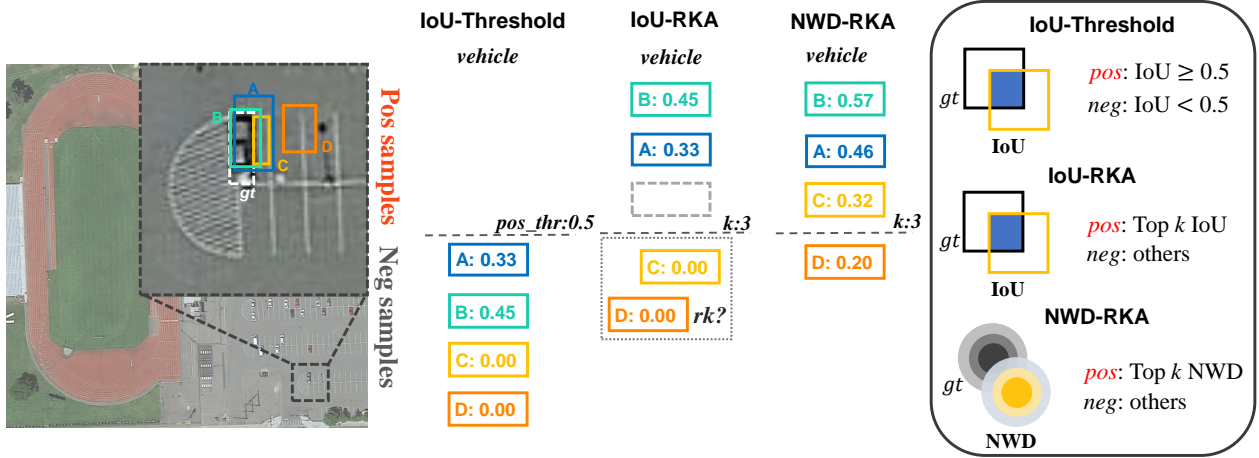 IoU-Threshold
vehicle
pos_thr:0.5
A: 0.33
B: 0.45
C: 0.00
D: 0.00
IoU-RKA
vehicle
B: 0.45
A: 0.33
k:3
C: 0.00
D: 0.00 rk?
NWD-RKA
vehicle
B: 0.57
A: 0.46
C: 0.32
k:3
D: 0.20
Pos samples
Neg samples
A
B
D
C
gt
IoU-Threshold
gt
IoU
pos: IoU ≥ 0.5
neg: IoU < 0.5
IoU-RKA
gt
IoU
pos: Top k IoU
neg: others
NWD-RKA
gt
NWD
pos: Top k NWD
neg: others